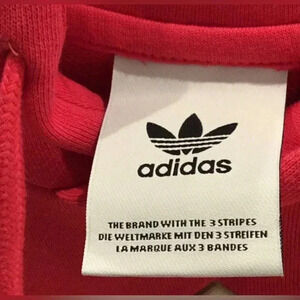 adidas
THE BRAND WITH THE 3 STRIPES
DIE WELTMARKE MIT DEN 3 STREIFEN
LA MARQUE AUX 3 BANDES